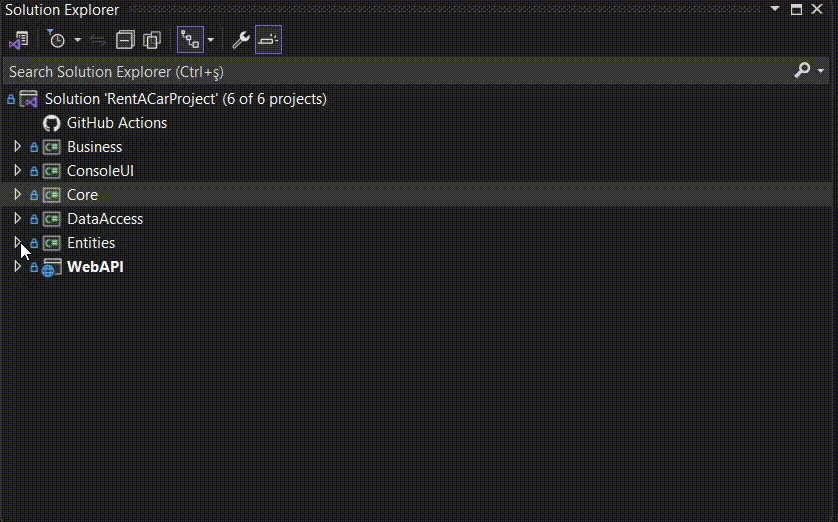 Solution Explorer
Search Solution Explorer (Ctrl+ş)
Solution 'RentACarProject' (6 of 6 projects)
GitHub Actions
C# Business
C# ConsoleUI
C# Core
C# DataAccess
C# Entities
WebAPI